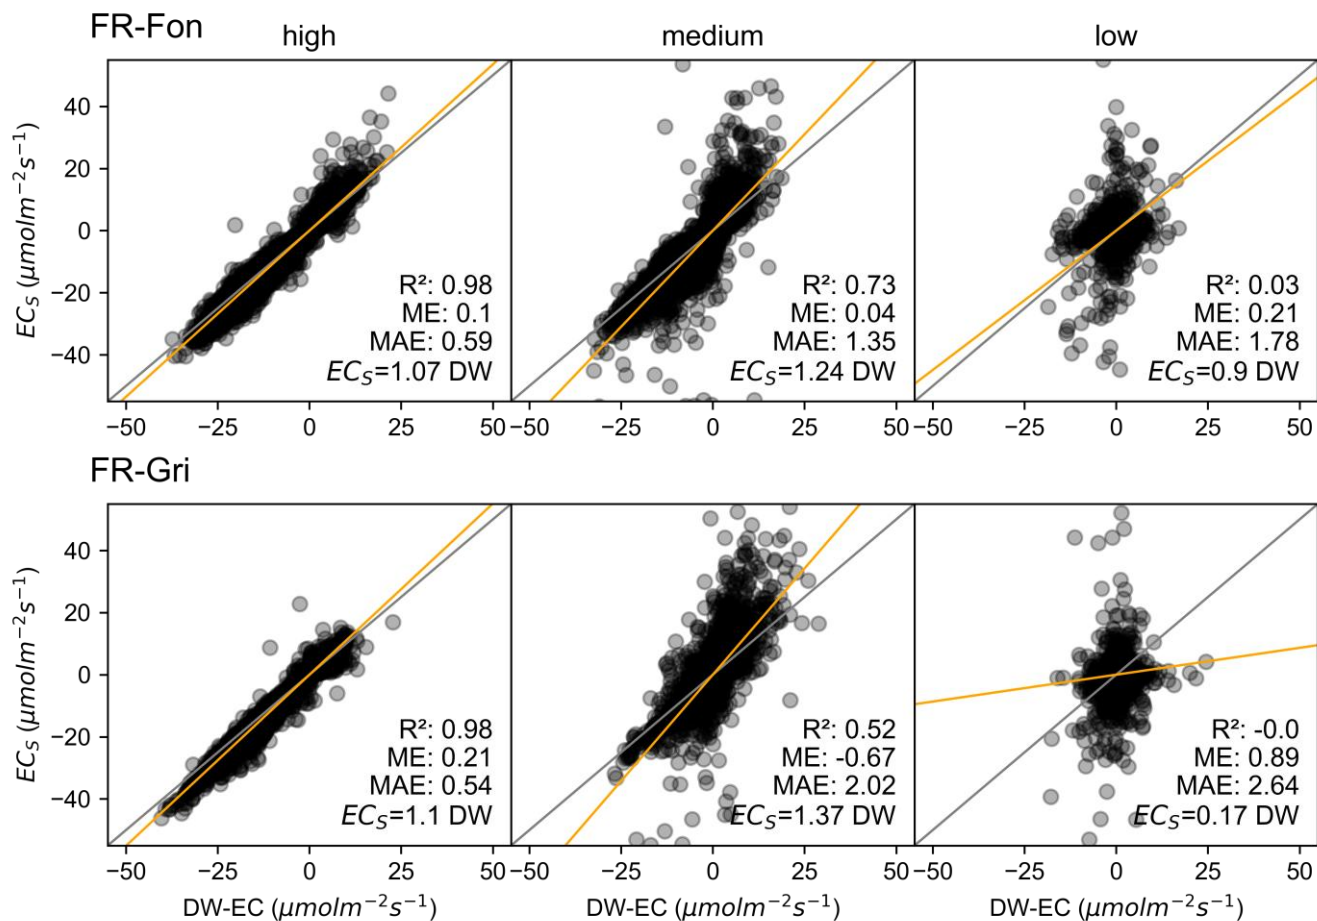 FR-Fon
high medium low
EC_S (μmolm⁻²s⁻¹)
40
20
0
−20
−40
R²: 0.98
ME: 0.1
MAE: 0.59
EC_S=1.07 DW
R²: 0.73
ME: 0.04
MAE: 1.35
EC_S=1.24 DW
R²: 0.03
ME: 0.21
MAE: 1.78
EC_S=0.9 DW
−50 −25 0 25 50 −25 0 25 50 −25 0 25 50
FR-Gri
EC_S (μmolm⁻²s⁻¹)
40
20
0
−20
−40
R²: 0.98
ME: 0.21
MAE: 0.54
EC_S=1.1 DW
R²: 0.52
ME: -0.67
MAE: 2.02
EC_S=1.37 DW
R²: -0.0
ME: 0.89
MAE: 2.64
EC_S=0.17 DW
−50 −25 0 25 50 −25 0 25 50 −25 0 25 50
DW-EC (μmolm⁻²s⁻¹) DW-EC (μmolm⁻²s⁻¹) DW-EC (μmolm⁻²s⁻¹)